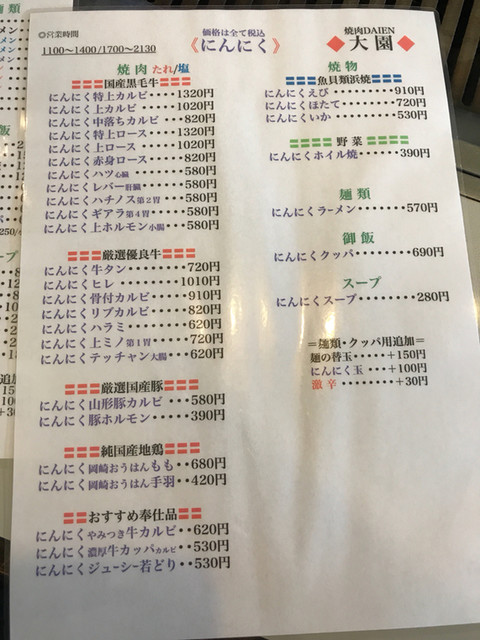 ◎営業時間
1100～1400/1700～2130
価格は全て税込
《にんにく》
焼肉DAIEN
◆大園◆
焼肉 たれ/塩
国産黒毛牛
にんにく特上カルビ・・・1320円
にんにく上カルビ・・・・1020円
にんにく中落ちカルビ・・820円
にんにく特上ロース・・・1320円
にんにく上ロース・・・・1020円
にんにく赤身ロース・・・820円
にんにくハツ心臓・・・・・580円
にんにくレバー肝臓・・・・580円
にんにくハチノス第2胃・・・580円
にんにくギアラ第4胃・・・・580円
にんにく上ホルモン小腸・・580円
厳選優良牛
にんにく牛タン・・・・・720円
にんにくヒレ・・・・・・1010円
にんにく骨付カルビ・・・910円
にんにくリブカルビ・・・820円
にんにくハラミ・・・・・620円
にんにく上ミノ第1胃・・・・720円
にんにくテッチャン大腸・・620円
厳選国産豚
にんにく山形豚カルビ・・580円
にんにく豚ホルモン・・・390円
純国産地鶏
にんにく岡崎おうはんもも・・680円
にんにく岡崎おうはん手羽・・420円
おすすめ奉仕品
にんにくやみつき牛カルビ・・620円
にんにく濃厚牛カッパカルビ・・530円
にんにくジューシー若どり・・530円
焼物
魚貝類浜焼
にんにくえび・・・・・・・910円
にんにくほたて・・・・・・720円
にんにくいか・・・・・・・530円
野菜
にんにくホイル焼・・・・・390円
麺類
にんにくラーメン・・・・・570円
御飯
にんにくクッパ・・・・・・690円
スープ
にんにくスープ・・・・・・・280円
＝麺類・クッパ用追加＝
麺の替玉・・・・＋150円
にんにく玉・・・＋100円
激辛・・・・・・・＋30円